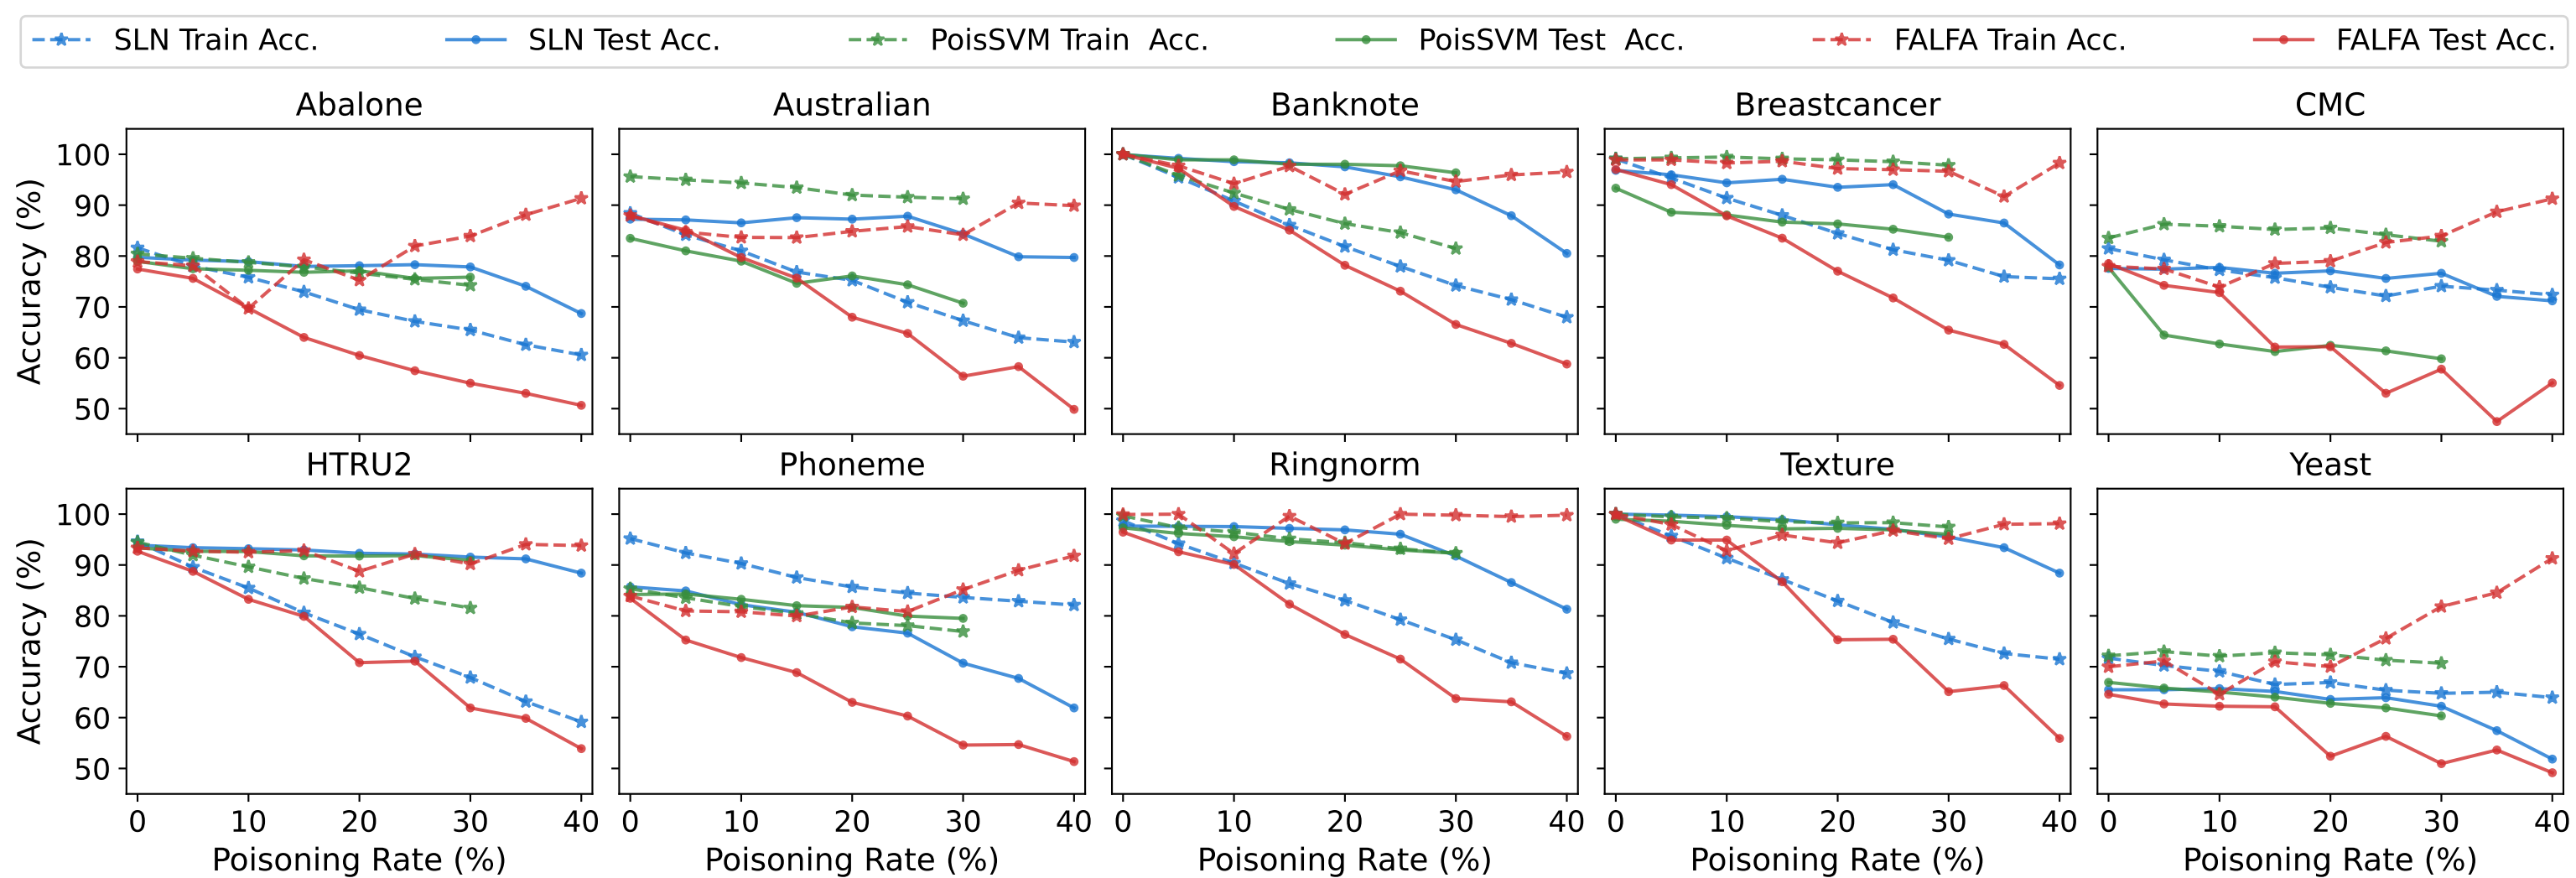 SLN Train Acc. SLN Test Acc. PoisSVM Train Acc. PoisSVM Test Acc. FALFA Train Acc. FALFA Test Acc.
Abalone Australian Banknote Breastcancer CMC
100
90
80
70
60
50
Accuracy (%)
HTRU2 Phoneme Ringnorm Texture Yeast
100
90
80
70
60
50
Accuracy (%)
0 10 20 30 40 0 10 20 30 40 0 10 20 30 40 0 10 20 30 40 0 10 20 30 40
Poisoning Rate (%) Poisoning Rate (%) Poisoning Rate (%) Poisoning Rate (%) Poisoning Rate (%)